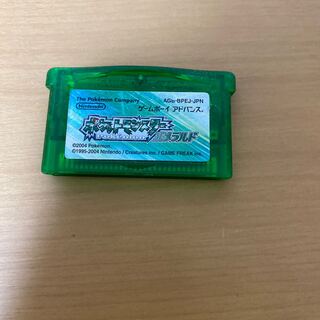 The Pokémon Company AGB-BPEJ-JPN
Nintendo ゲームボーイアドバンス®
ポケットモンスター
エメラルド
©2004 Pokémon.
©1995-2004 Nintendo / Creatures inc. / GAME FREAK inc.